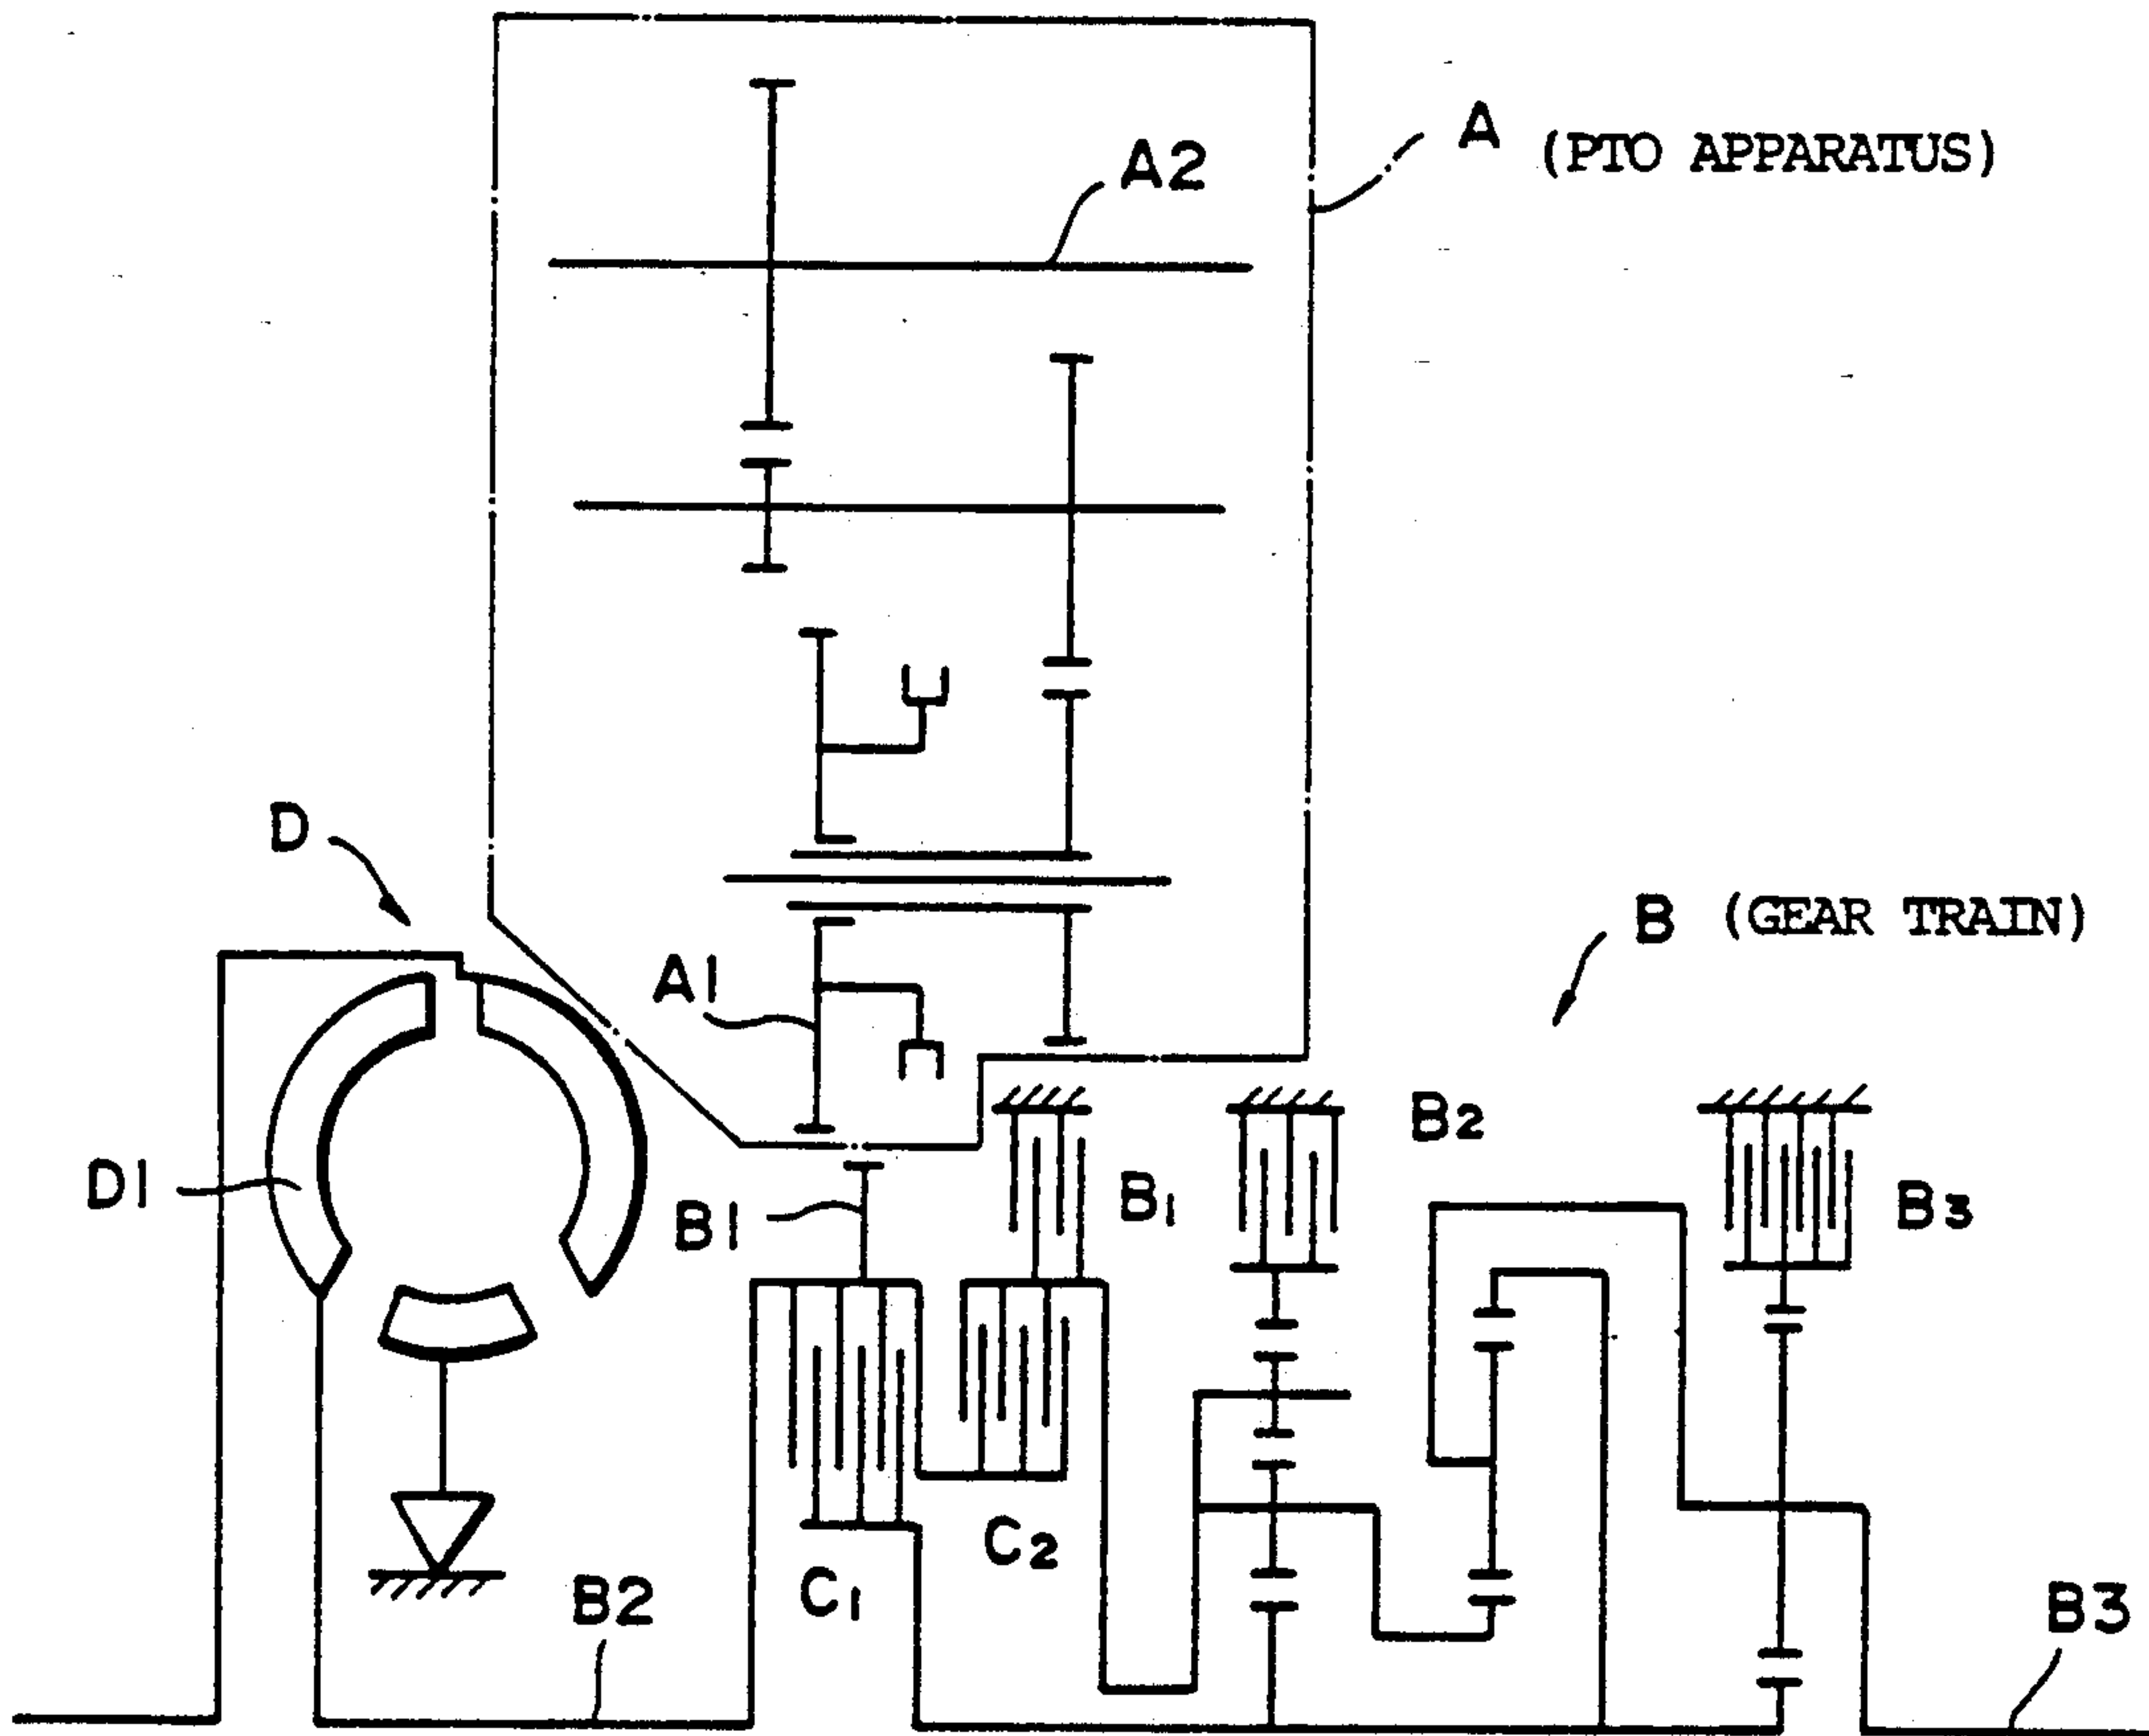 A (PTO APPARATUS)
A2
D
A1
B (GEAR TRAIN)
D1
B1
B₁
B₂
B₃
C₁
C₂
B2
B3